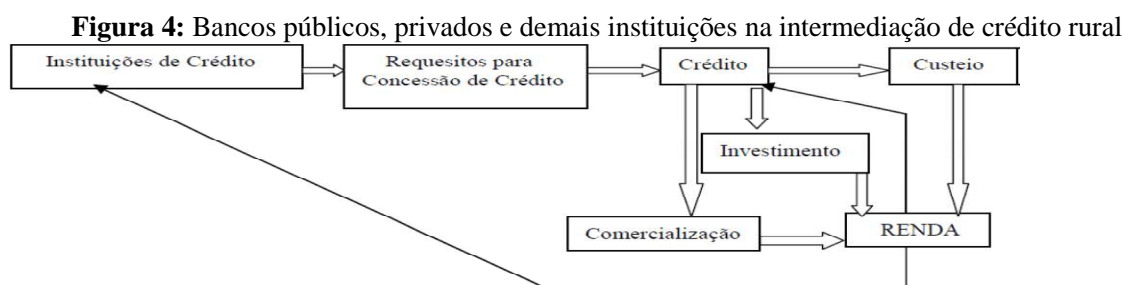 Figura 4: Bancos públicos, privados e demais instituições na intermediação de crédito rural
Instituições de Crédito
Requesitos para
Concessão de Crédito
Crédito
Custeio
Investimento
Comercialização
RENDA